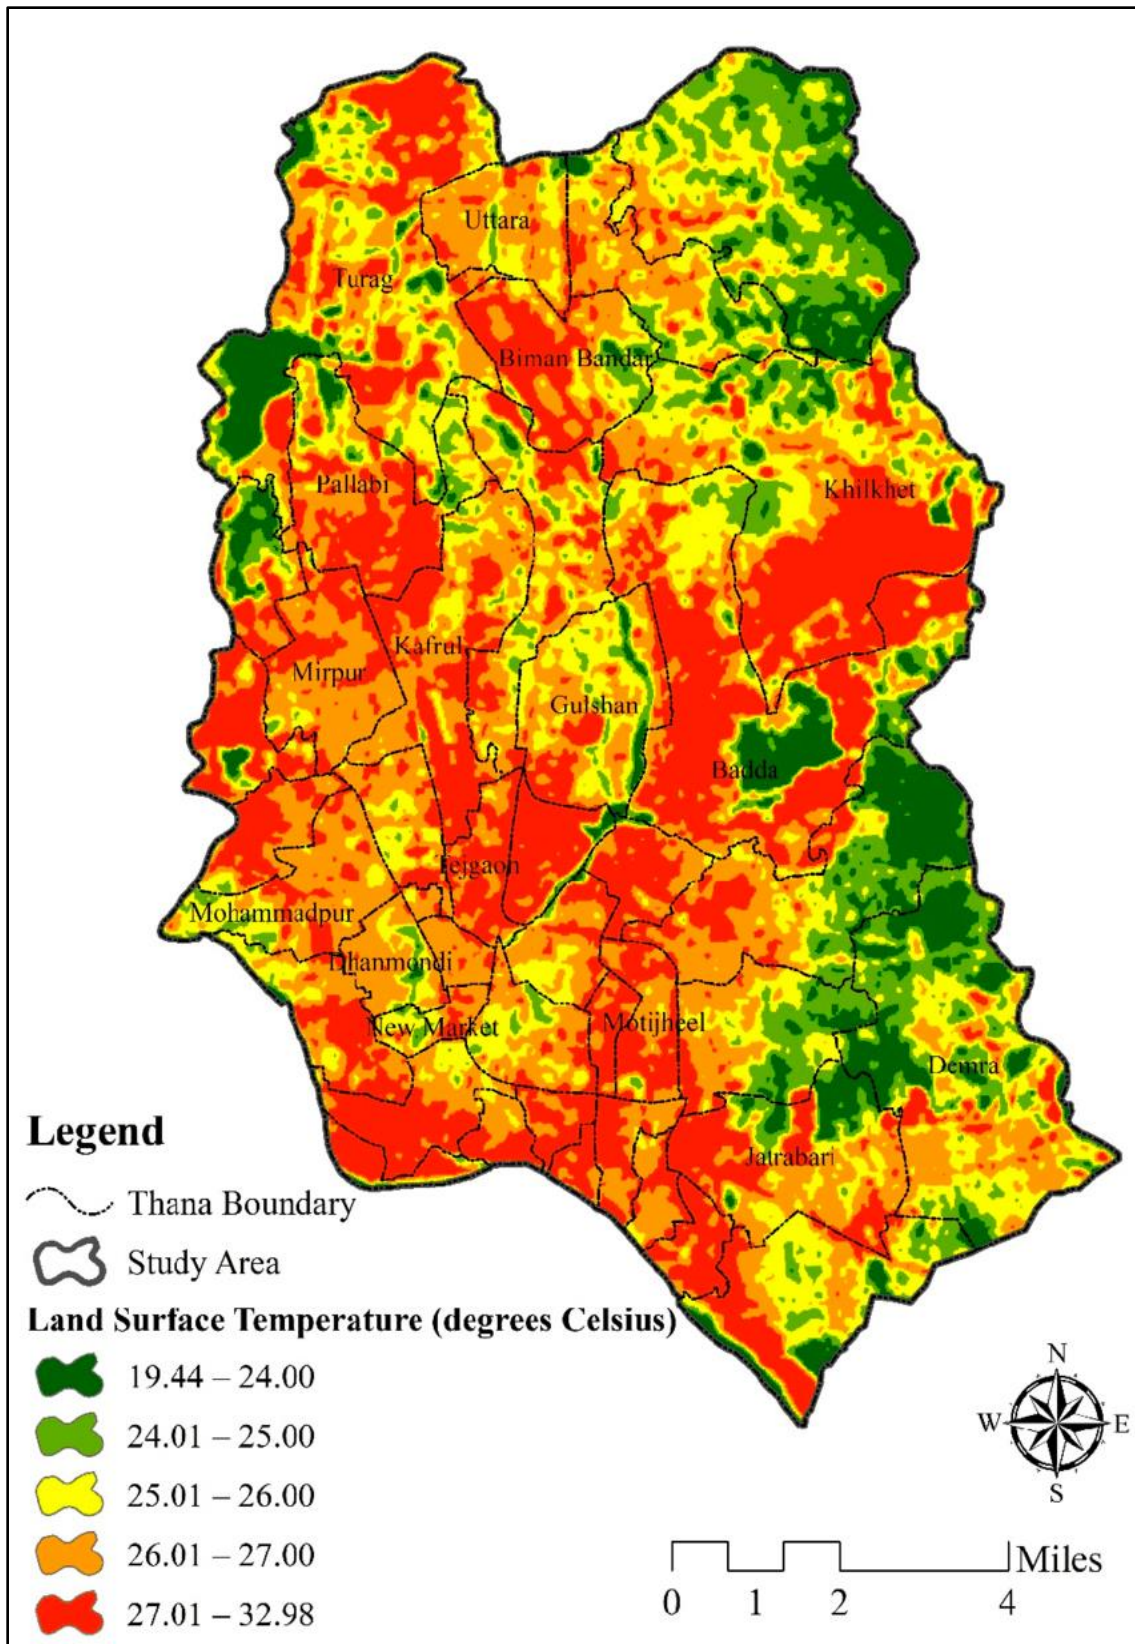 Uttara
Turag
Biman Bandar
Pallabi
Khilkhet
Kafrul
Mirpur
Gulshan
Badda
Tejgaon
Mohammadpur
Dhanmondi
New Market
Motijheel
Demra
Jatrabari
Legend
Thana Boundary
Study Area
Land Surface Temperature (degrees Celsius)
19.44 – 24.00
24.01 – 25.00
25.01 – 26.00
26.01 – 27.00
27.01 – 32.98
N
W E
S
Miles
0 1 2 4